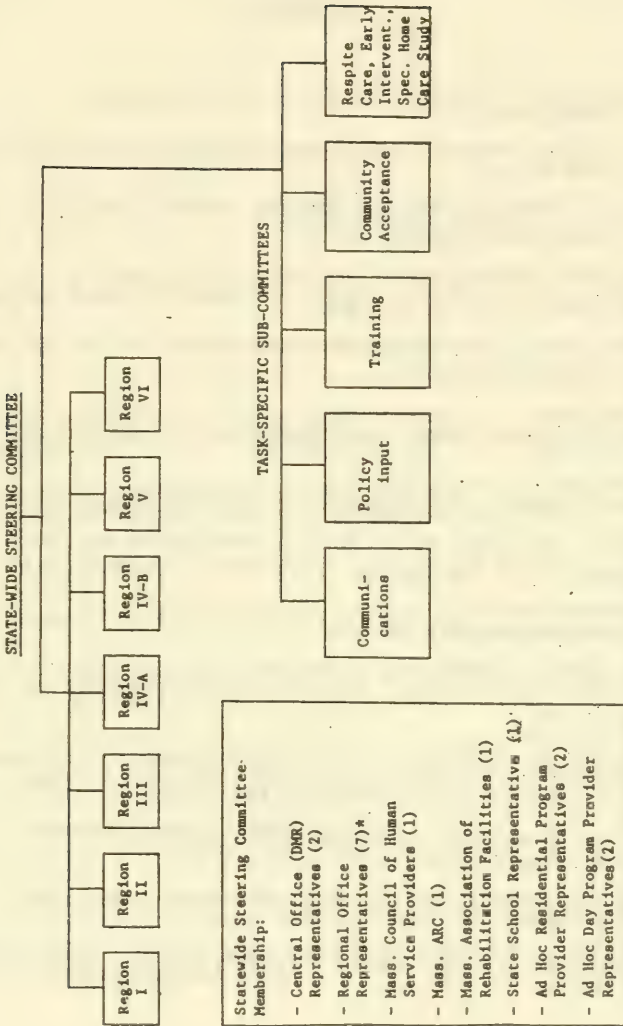 STATE-WIDE STEERING COMMITTEE
Region
I
Region
II
Region
III
Region
IV-A
Region
IV-B
Region
V
Region
VI
TASK-SPECIFIC SUB-COMMITTEES
Communi-
cations
Policy
input
Training
Community
Acceptance
Respite
Care, Early
Intervent.,
Spec. Home
Care Study
Statewide Steering Committee
Membership:
- Central Office (DMR)
Representatives (2)
- Regional Office
Representatives (7)*
- Mass. Council of Human
Service Providers (1)
- Mass. ARC (1)
- Mass. Association of
Rehabilitation Facilities (1)
- State School Representative (1)
- Ad Hoc Residential Program
Provider Representatives (2)
- Ad Hoc Day Program Provider
Representatives(2)